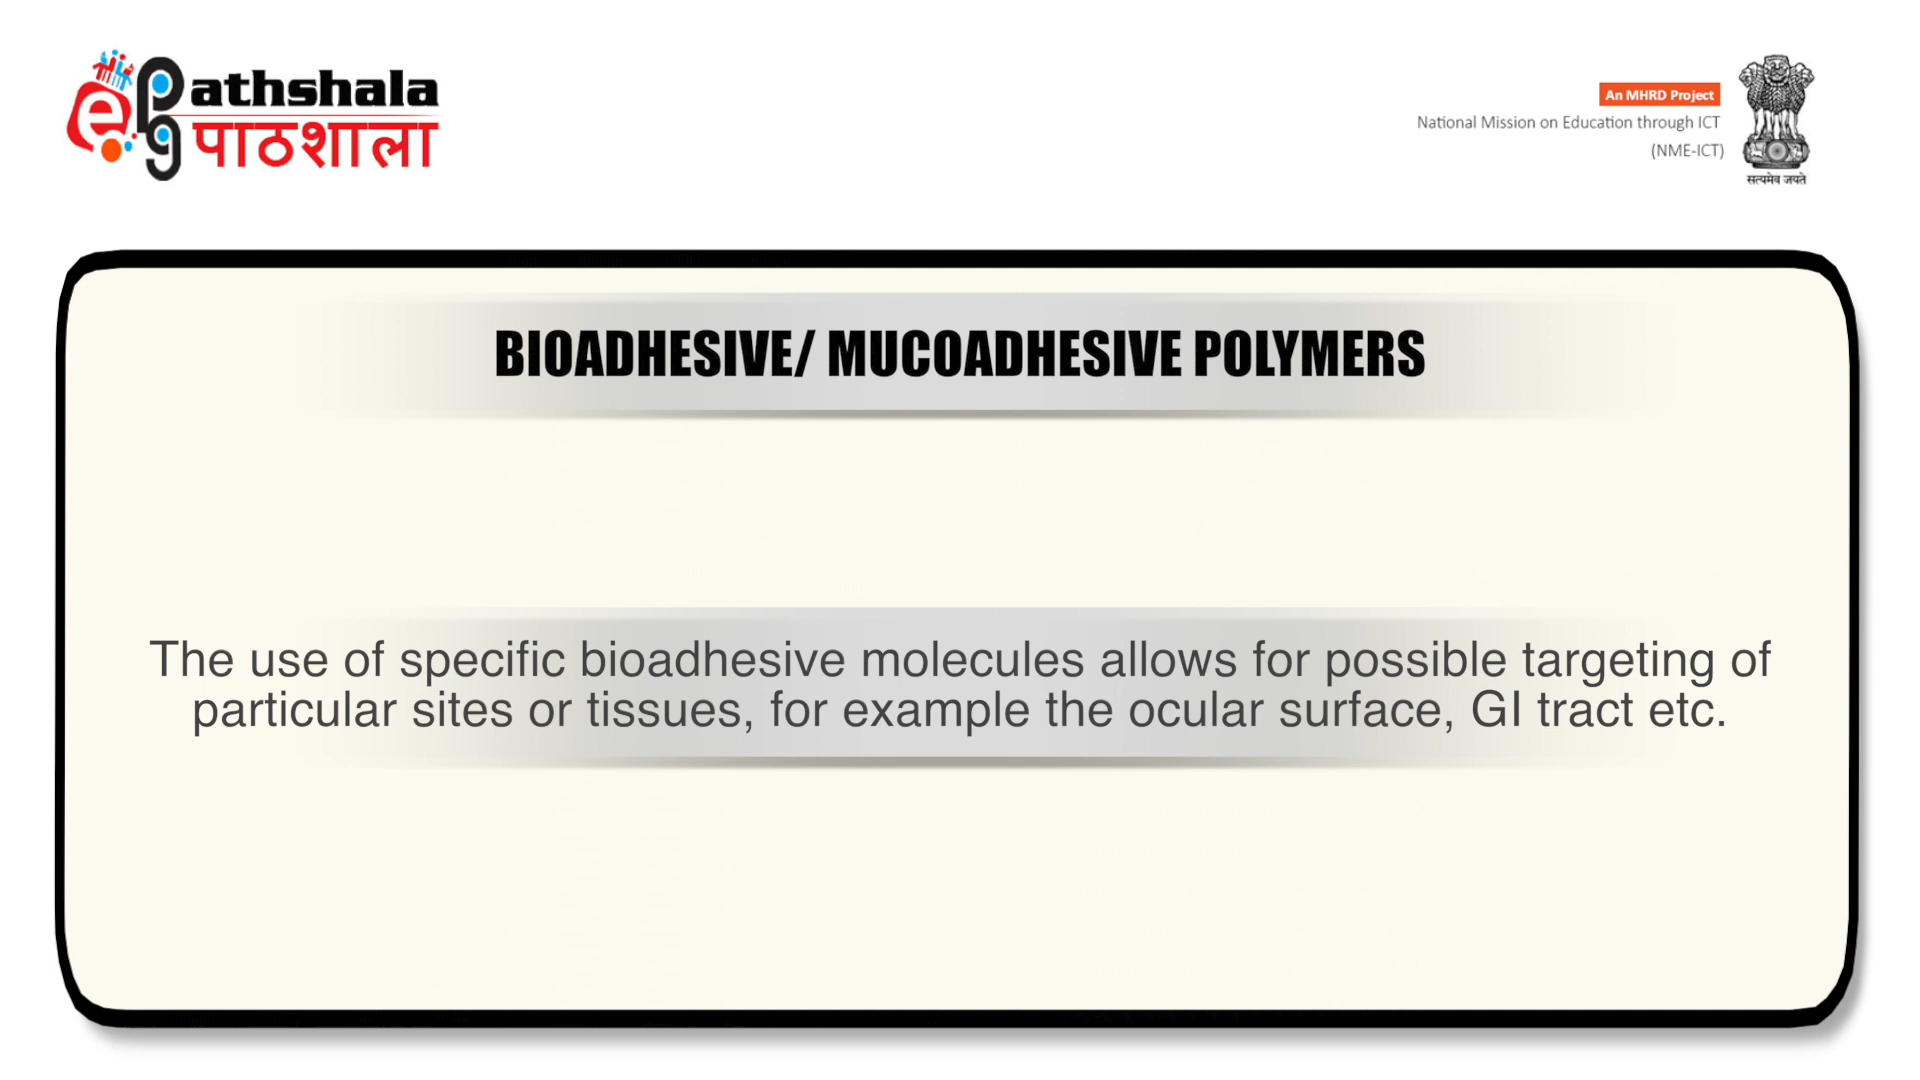 e Pg athshala
पाठशाला
An MHRD Project
National Mission on Education through ICT
(NME-ICT)
सत्यमेव जयते
BIOADHESIVE/ MUCOADHESIVE POLYMERS
The use of specific bioadhesive molecules allows for possible targeting of
particular sites or tissues, for example the ocular surface, GI tract etc.